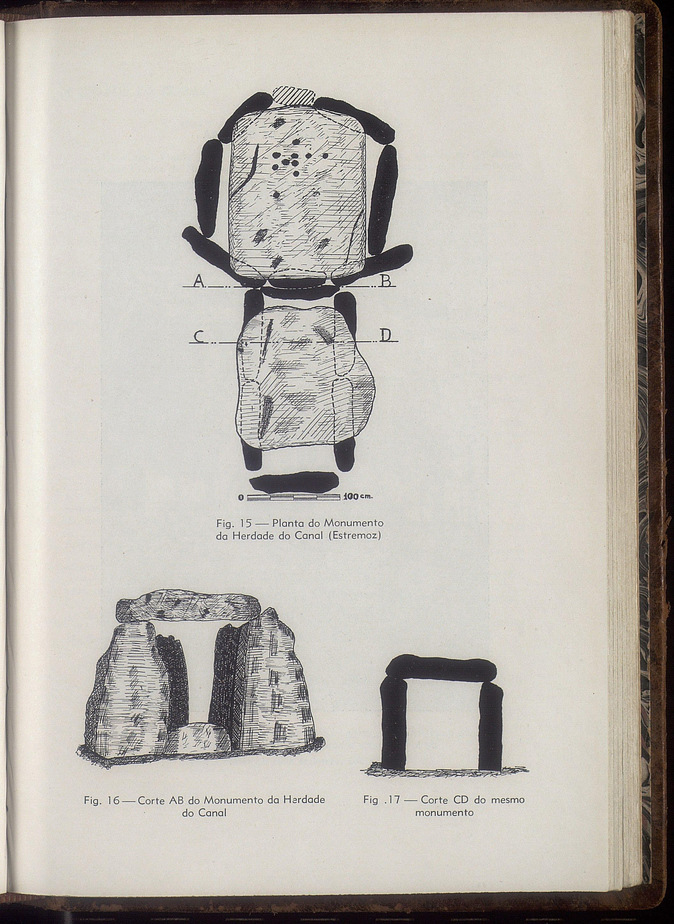 A B
C D
0 100 cm.
Fig. 15 — Planta do Monumento
da Herdade do Canal (Estremoz)
Fig. 16 — Corte AB do Monumento da Herdade
do Canal
Fig .17 — Corte CD do mesmo
monumento